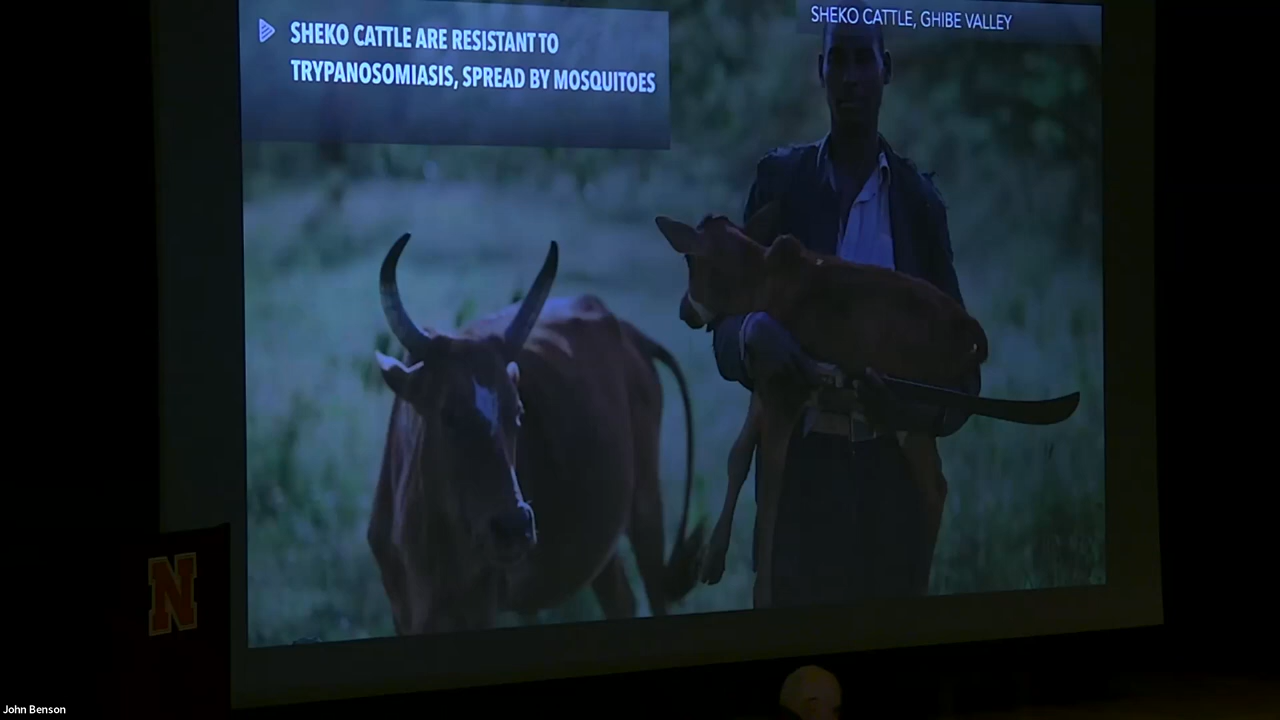 SHEKO CATTLE ARE RESISTANT TO
TRYPANOSOMIASIS, SPREAD BY MOSQUITOES
SHEKO CATTLE, GHIBE VALLEY
N
John Benson